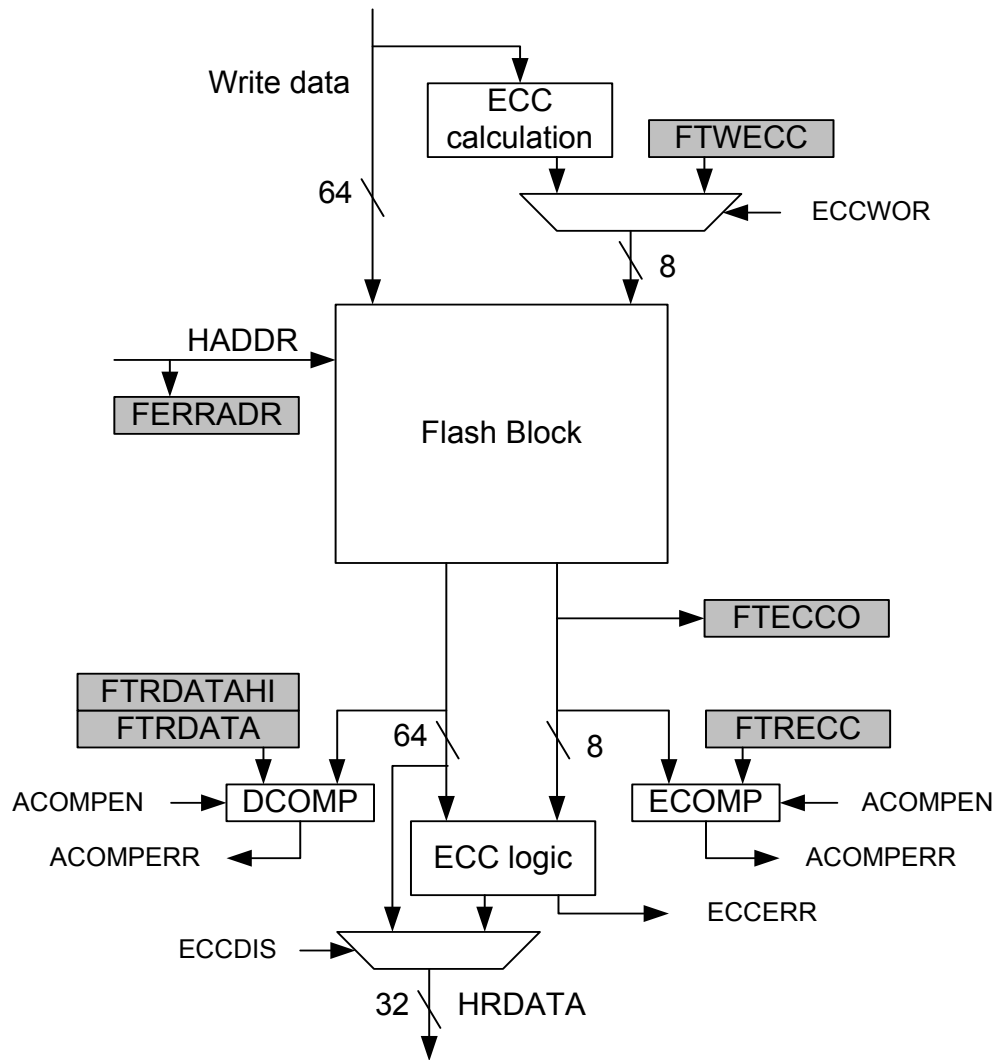 Write data
ECC
calculation
FTWECC
64
ECCWOR
8
HADDR
FERRADR
Flash Block
FTECCO
FTRDATAHI
FTRDATA
64
8
FTRECC
ACOMPEN
DCOMP
ECOMP
ACOMPEN
ACOMPERR
ECC logic
ACOMPERR
ECCERR
ECCDIS
32
HRDATA